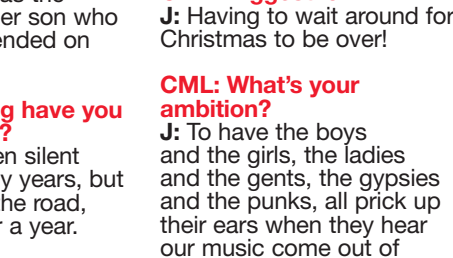 er son who
ended on
g have you
?
en silent
y years, but
he road,
r a year.
J: Having to wait around for
Christmas to be over!
CML: What's your
ambition?
J: To have the boys
and the girls, the ladies
and the gents, the gypsies
and the punks, all prick up
their ears when they hear
our music come out of